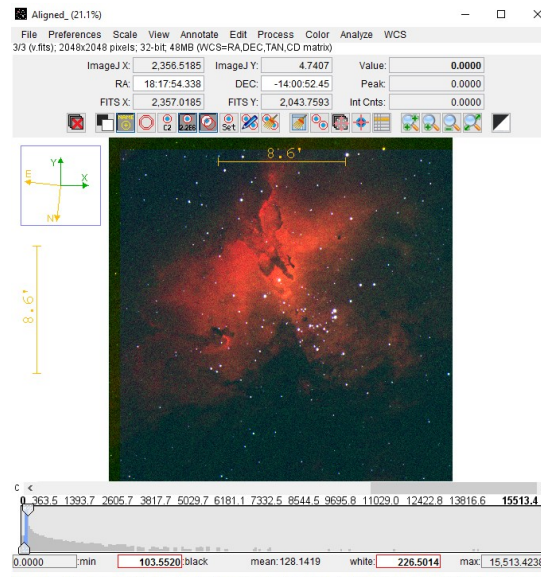 Aligned_ (21.1%)
File Preferences Scale View Annotate Edit Process Color Analyze WCS
3/3 (v.fits); 2048x2048 pixels; 32-bit; 48MB (WCS=RA,DEC,TAN,CD matrix)
ImageJ X: 2,356.5185 ImageJ Y: 4.7407 Value: 0.0000
RA: 18:17:54.338 DEC: -14:00:52.45 Peak: 0.0000
FITS X: 2,357.0185 FITS Y: 2,043.7593 Int Cnts: 0.0000
C2 2.2E6 Set
8.6'
Y
E X
N
8.6'
C
0 363.5 1393.7 2605.7 3817.7 5029.7 6181.1 7332.5 8544.5 9695.8 11029.0 12422.8 13816.6 15513.4
0.0000 :min 103.5520 :black mean: 128.1419 white: 226.5014 max: 15,513.4238